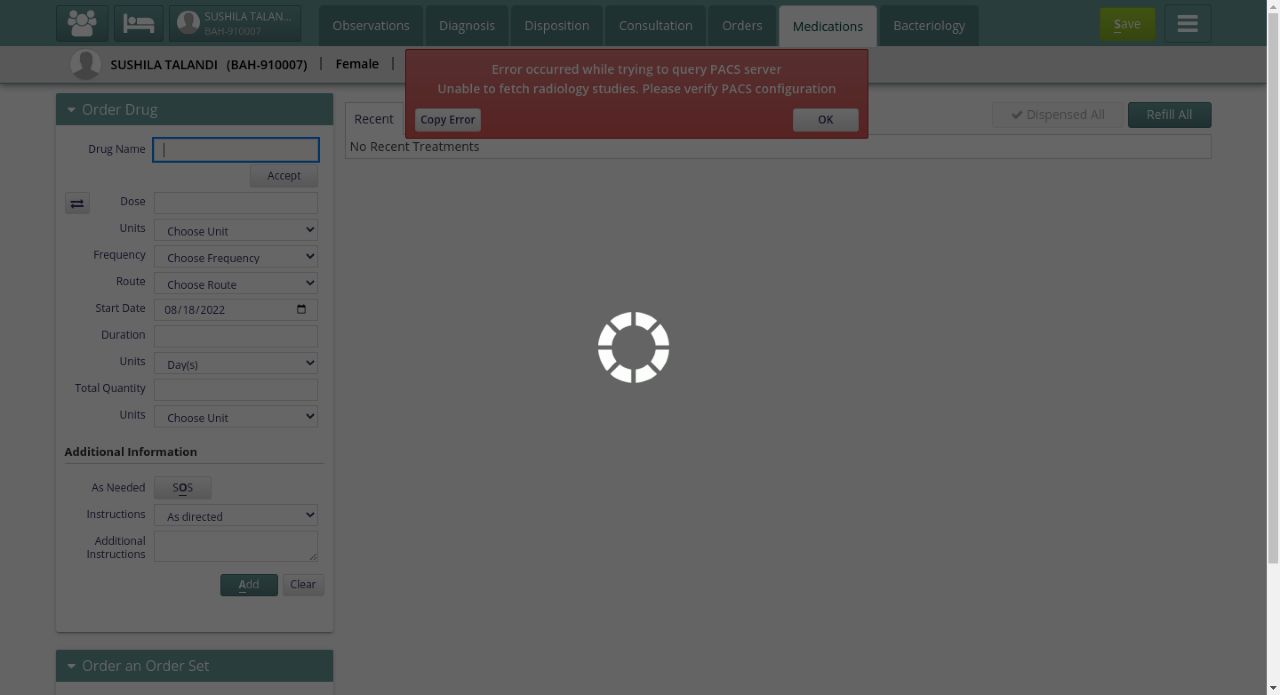 SUSHILA TALAN...
BAH-910007
Observations
Diagnosis
Disposition
Consultation
Orders
Medications
Bacteriology
Save
SUSHILA TALANDI (BAH-910007) | Female |
Error occurred while trying to query PACS server
Unable to fetch radiology studies. Please verify PACS configuration
Copy Error
OK
Order Drug
Drug Name
Accept
Dose
Units
Choose Unit
Frequency
Choose Frequency
Route
Choose Route
Start Date
08/18/2022
Duration
Units
Day(s)
Total Quantity
Units
Choose Unit
Additional Information
As Needed
SOS
Instructions
As directed
Additional
Instructions
Add
Clear
Order an Order Set
Recent
Dispensed All
Refill All
No Recent Treatments